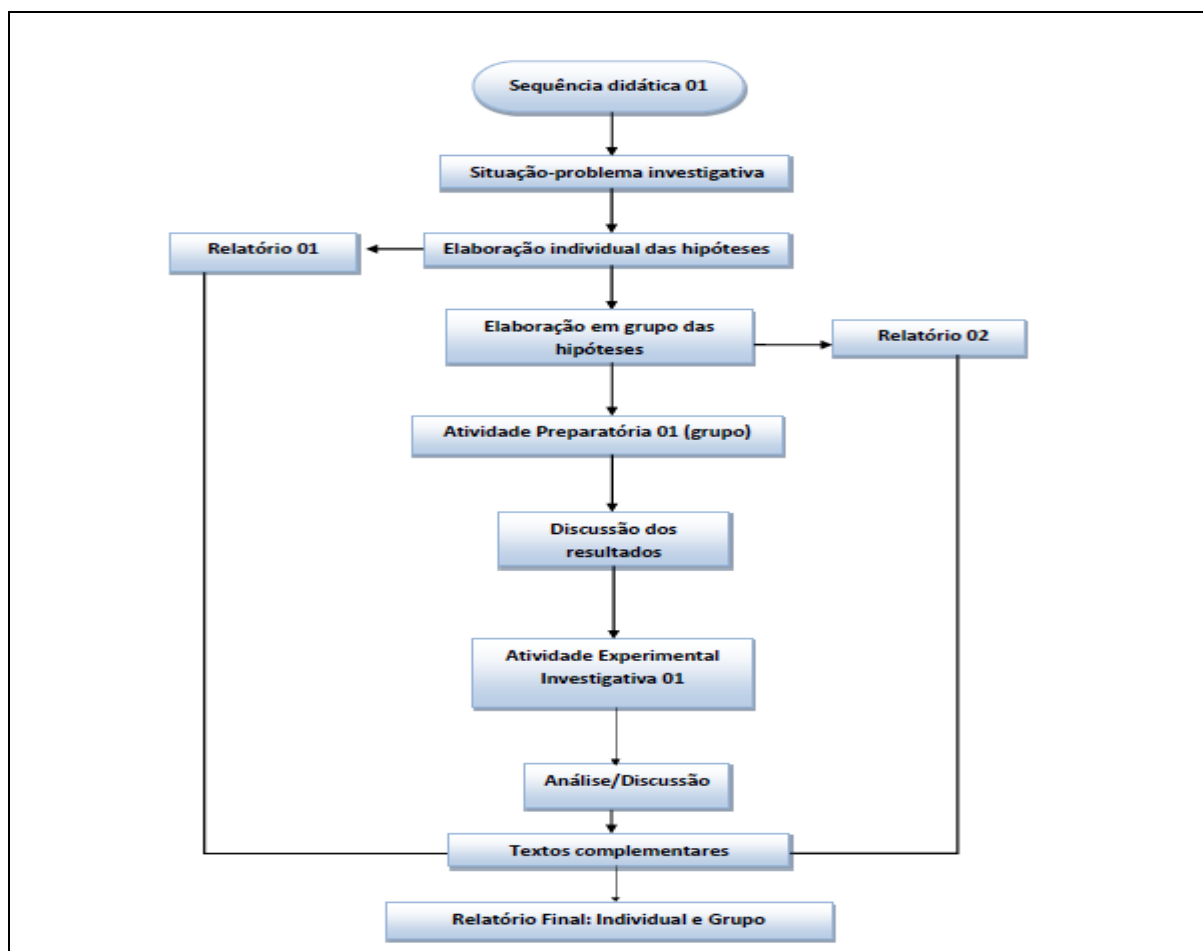 Sequência didática 01
Situação-problema investigativa
Relatório 01
Elaboração individual das hipóteses
Elaboração em grupo das
hipóteses
Relatório 02
Atividade Preparatória 01 (grupo)
Discussão dos
resultados
Atividade Experimental
Investigativa 01
Análise/Discussão
Textos complementares
Relatório Final: Individual e Grupo